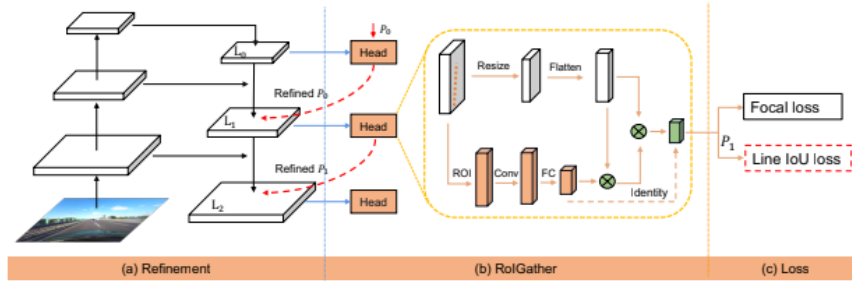 P₀
L₀
Head
Resize
Flatten
Refined P₀
Focal loss
L₁
Head
P₁
Line IoU loss
Refined P₁
ROI
Conv
FC
Identity
L₂
Head
(a) Refinement
(b) RoIGather
(c) Loss